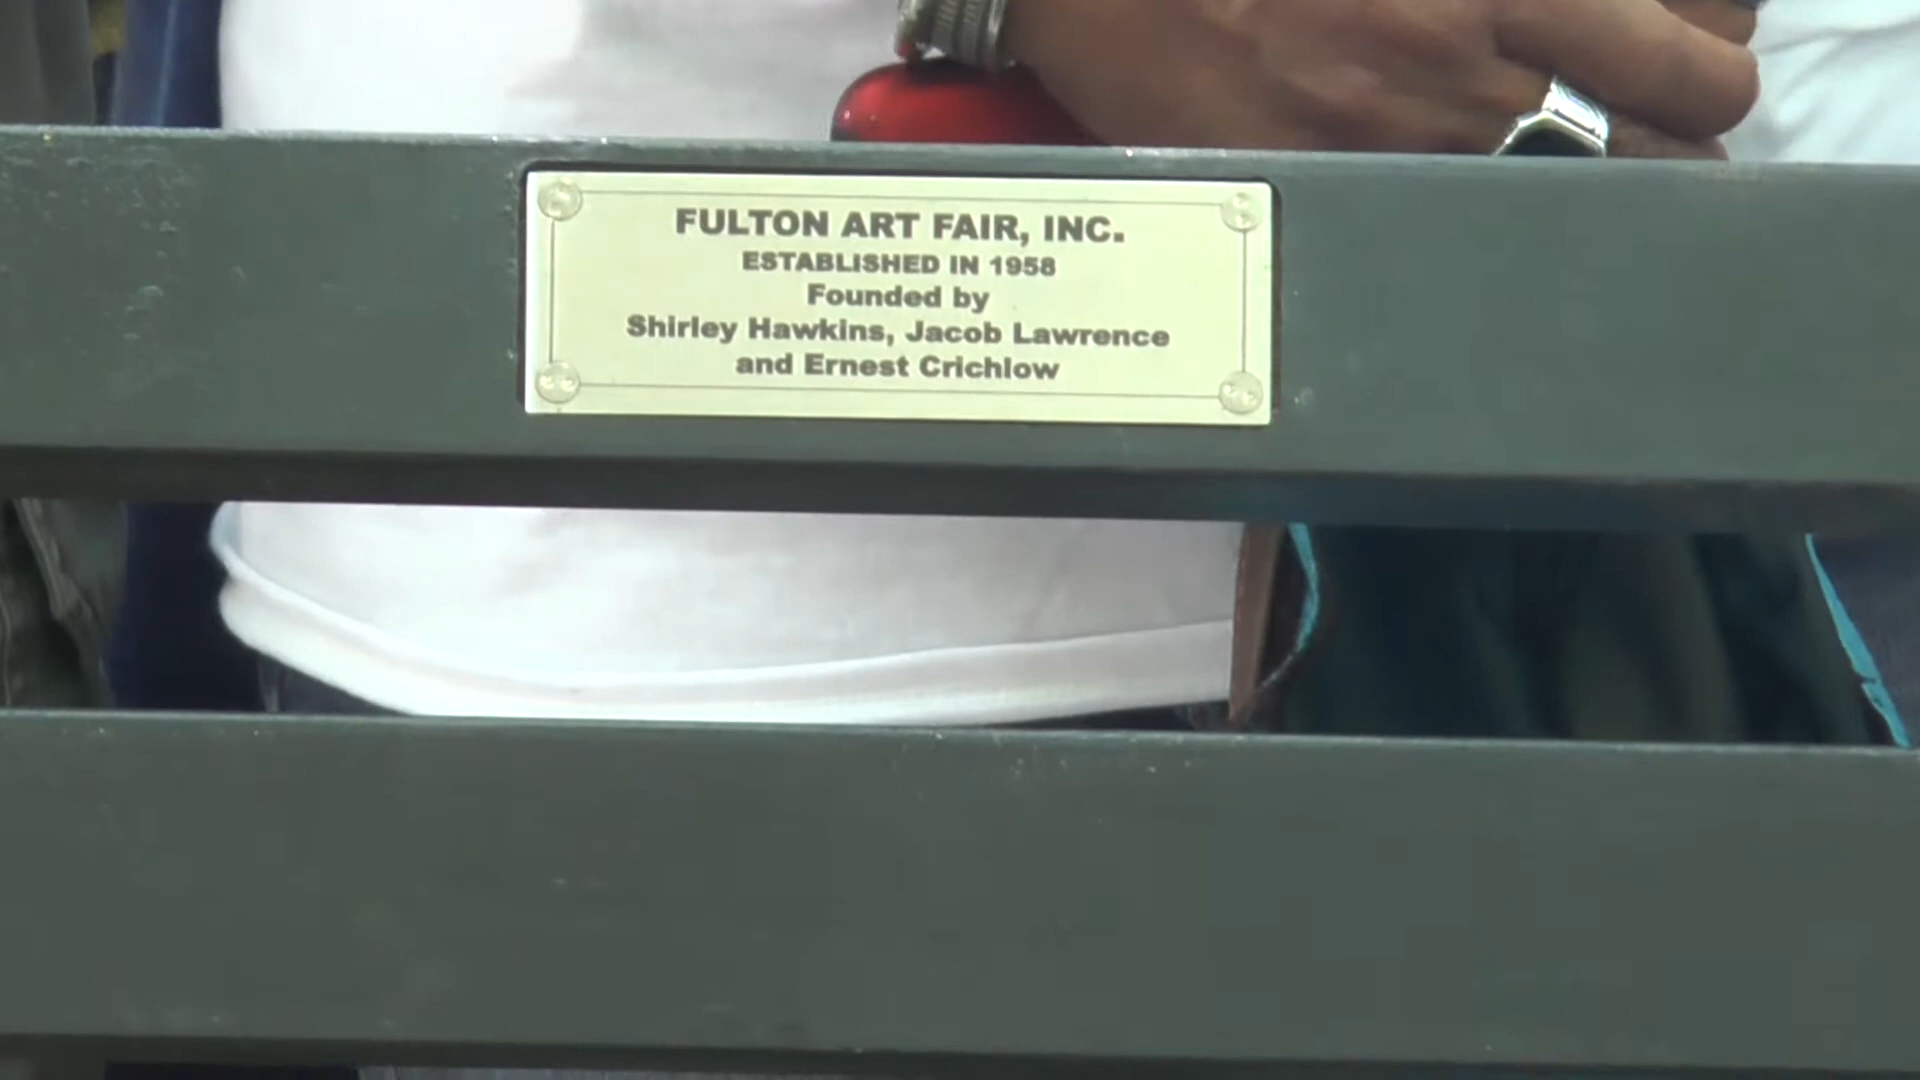 FULTON ART FAIR, INC.
ESTABLISHED IN 1958
Founded by
Shirley Hawkins, Jacob Lawrence
and Ernest Crichlow